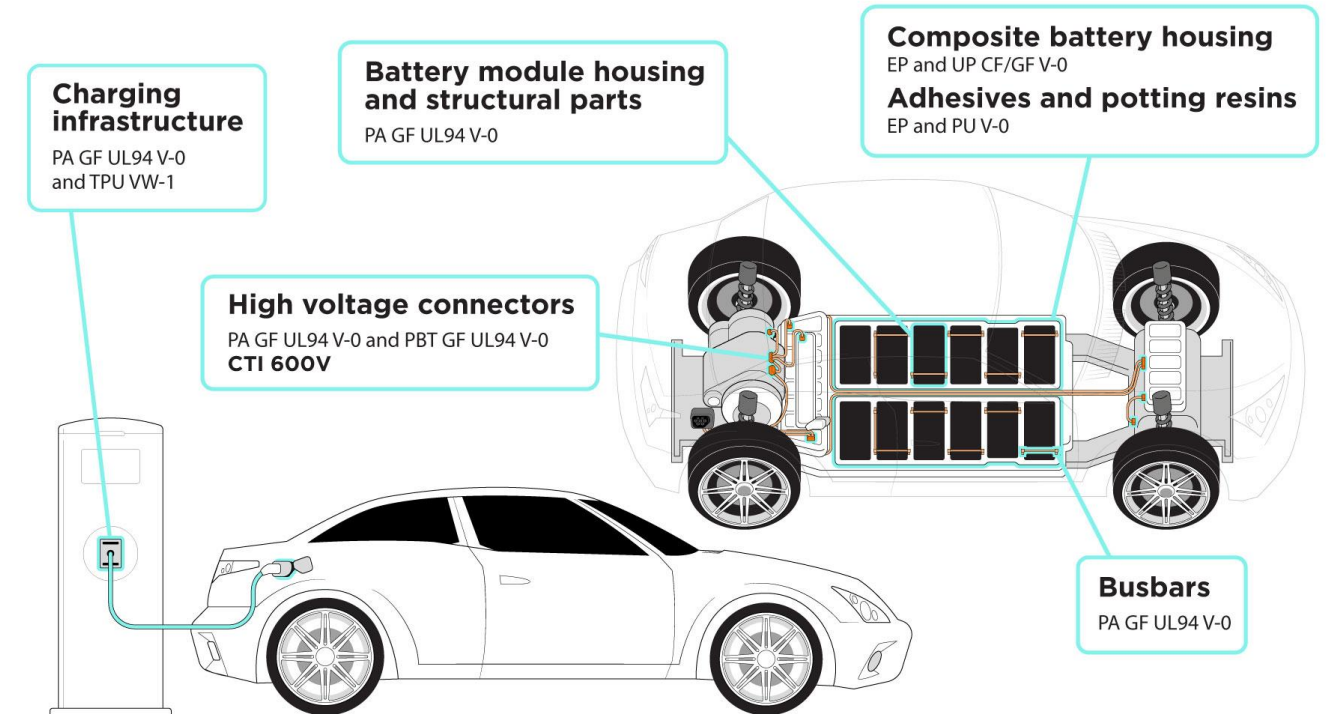 Charging
infrastructure
PA GF UL94 V-0
and TPU VW-1
Battery module housing
and structural parts
PA GF UL94 V-0
Composite battery housing
EP and UP CF/GF V-0
Adhesives and potting resins
EP and PU V-0
High voltage connectors
PA GF UL94 V-0 and PBT GF UL94 V-0
CTI 600V
Busbars
PA GF UL94 V-0